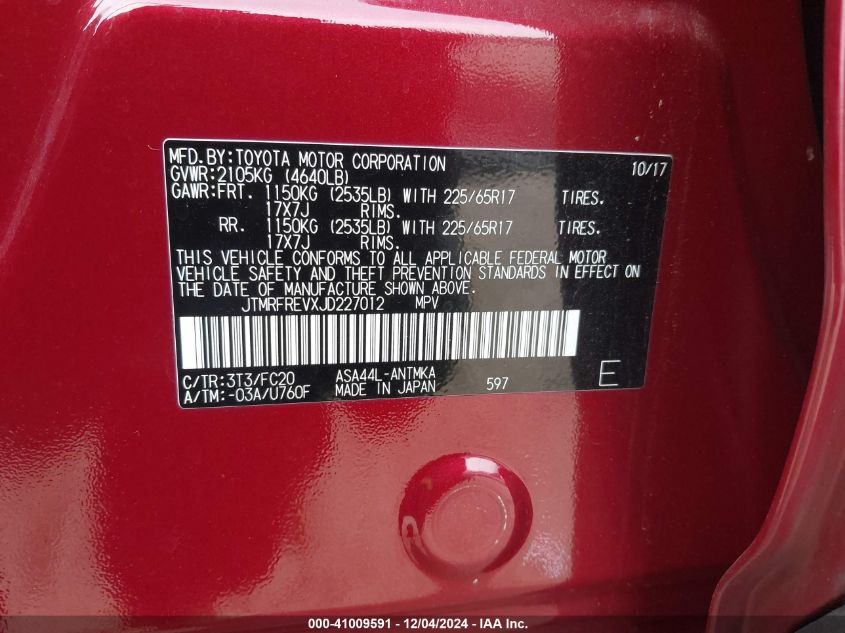 MFD.BY:TOYOTA MOTOR CORPORATION 10/17
GVWR:2105KG (4640LB)
GAWR:FRT. 1150KG (2535LB) WITH 225/65R17 TIRES.
17X7J RIMS.
RR. 1150KG (2535LB) WITH 225/65R17 TIRES.
17X7J RIMS.
THIS VEHICLE CONFORMS TO ALL APPLICABLE FEDERAL MOTOR
VEHICLE SAFETY AND THEFT PREVENTION STANDARDS IN EFFECT ON
THE DATE OF MANUFACTURE SHOWN ABOVE.
JTMRFREVXJD227012 MPV
C/TR:3T3/FC20 ASA44L-ANTMKA
A/TM:-03A/U760F MADE IN JAPAN 597 E
000-41009591 - 12/04/2024 - IAA Inc.